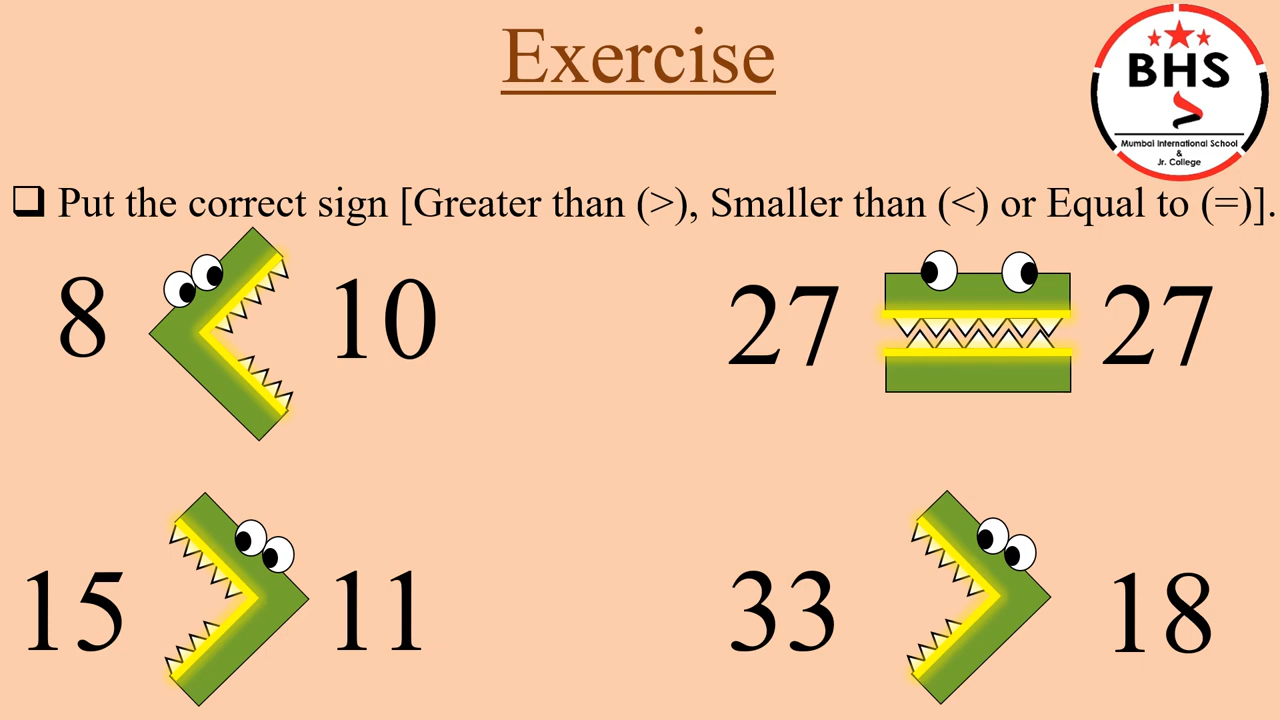 Exercise
BHS
Mumbai International School
&
Jr. College
❑ Put the correct sign [Greater than (>), Smaller than (<) or Equal to (=)].
8 10 27 27
15 11 33 18